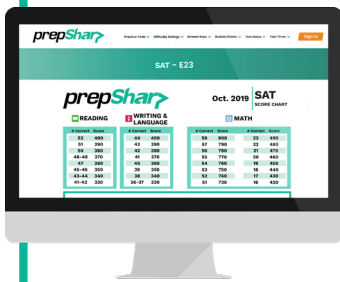 prepSharp
Practice Tests Difficulty Ratings Answer Keys Bubble Sheets Test Dates Test Timer Sign In
SAT - E23
prepSharp
Oct. 2019 SAT
SCORE CHART
READING
WRITING &
LANGUAGE
MATH
# Correct Score # Correct Score # Correct Score # Correct Score
52 400 44 400 58 800 23 490
51 390 43 390 57 790 22 480
50 380 42 380 56 780 21 470
48-49 370 41 370 55 770 20 460
47 360 40 360 54 760 19 450
45-46 350 39 350 53 750 18 440
43-44 340 38 340 52 740 17 430
41-42 330 36-37 330 51 730 16 420